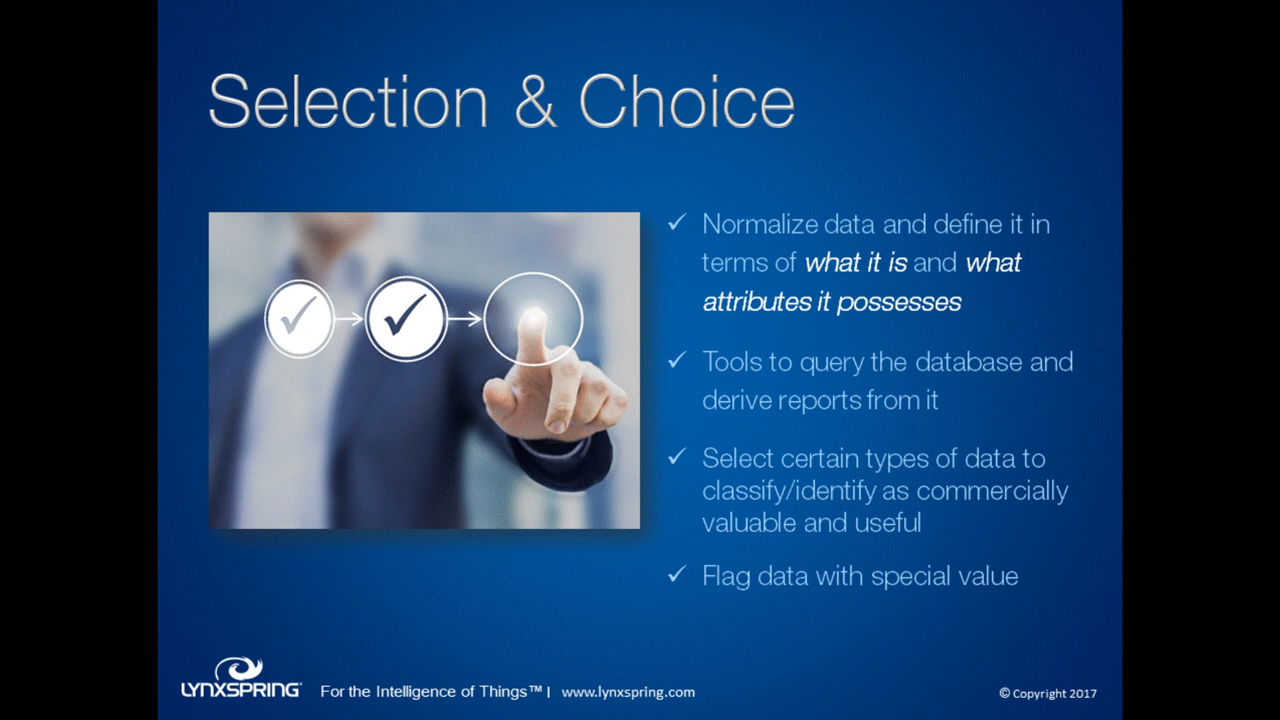 Selection & Choice
✓ Normalize data and define it in
terms of what it is and what
attributes it possesses
✓ Tools to query the database and
derive reports from it
✓ Select certain types of data to
classify/identify as commercially
valuable and useful
✓ Flag data with special value
LYNXSPRING® For the Intelligence of Things™ | www.lynxspring.com © Copyright 2017